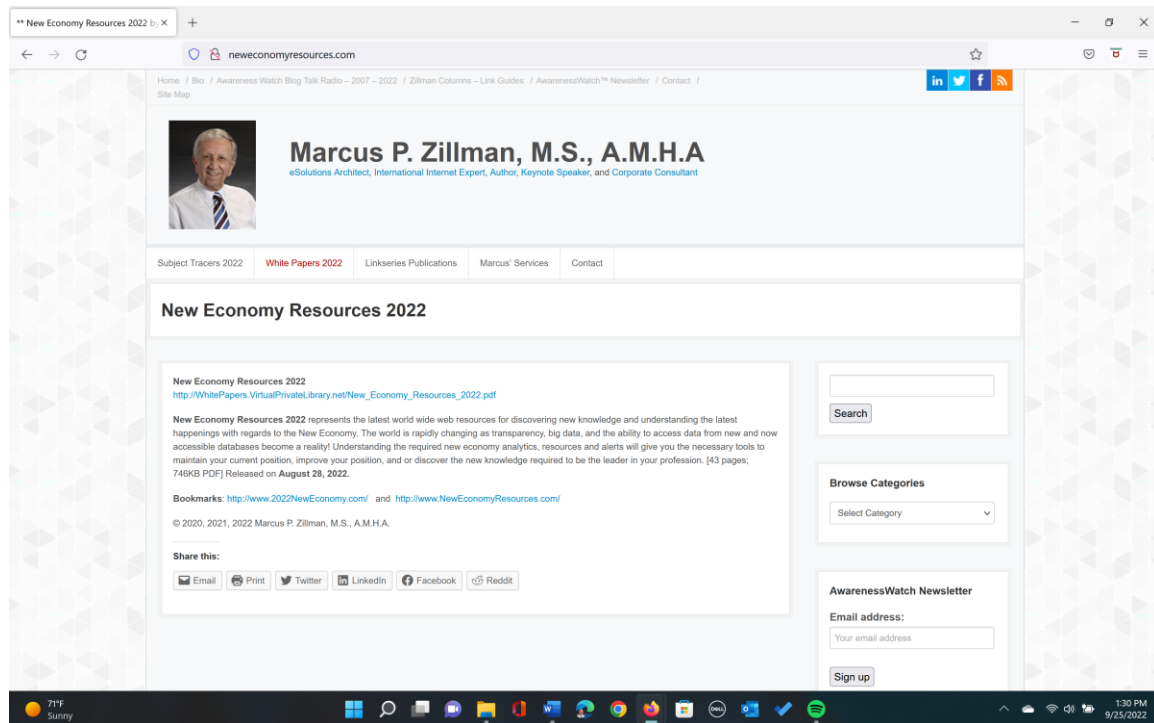 ** New Economy Resources 2022 by
neweconomyresources.com
Home / Bio / Awareness Watch Blog Talk Radio – 2007 – 2022 / Zillman Columns – Link Guides / AwarenessWatch™ Newsletter / Contact /
Site Map
in
f
Marcus P. Zillman, M.S., A.M.H.A
eSolutions Architect, International Internet Expert, Author, Keynote Speaker, and Corporate Consultant
Subject Tracers 2022 White Papers 2022 Linkseries Publications Marcus' Services Contact
New Economy Resources 2022
New Economy Resources 2022
http://WhitePapers.VirtualPrivateLibrary.net/New_Economy_Resources_2022.pdf
New Economy Resources 2022 represents the latest world wide web resources for discovering new knowledge and understanding the latest
happenings with regards to the New Economy. The world is rapidly changing as transparency, big data, and the ability to access data from new and now
accessible databases become a reality! Understanding the required new economy analytics, resources and alerts will give you the necessary tools to
maintain your current position, improve your position, and or discover the new knowledge required to be the leader in your profession. [43 pages;
746KB PDF] Released on August 28, 2022.
Bookmarks: http://www.2022NewEconomy.com/ and http://www.NewEconomyResources.com/
© 2020, 2021, 2022 Marcus P. Zillman, M.S., A.M.H.A.
Share this:
Email Print Twitter LinkedIn Facebook Reddit
Search
Browse Categories
Select Category
AwarenessWatch Newsletter
Email address:
Your email address
Sign up
71°F
Sunny
DELL
1:30 PM
9/25/2022